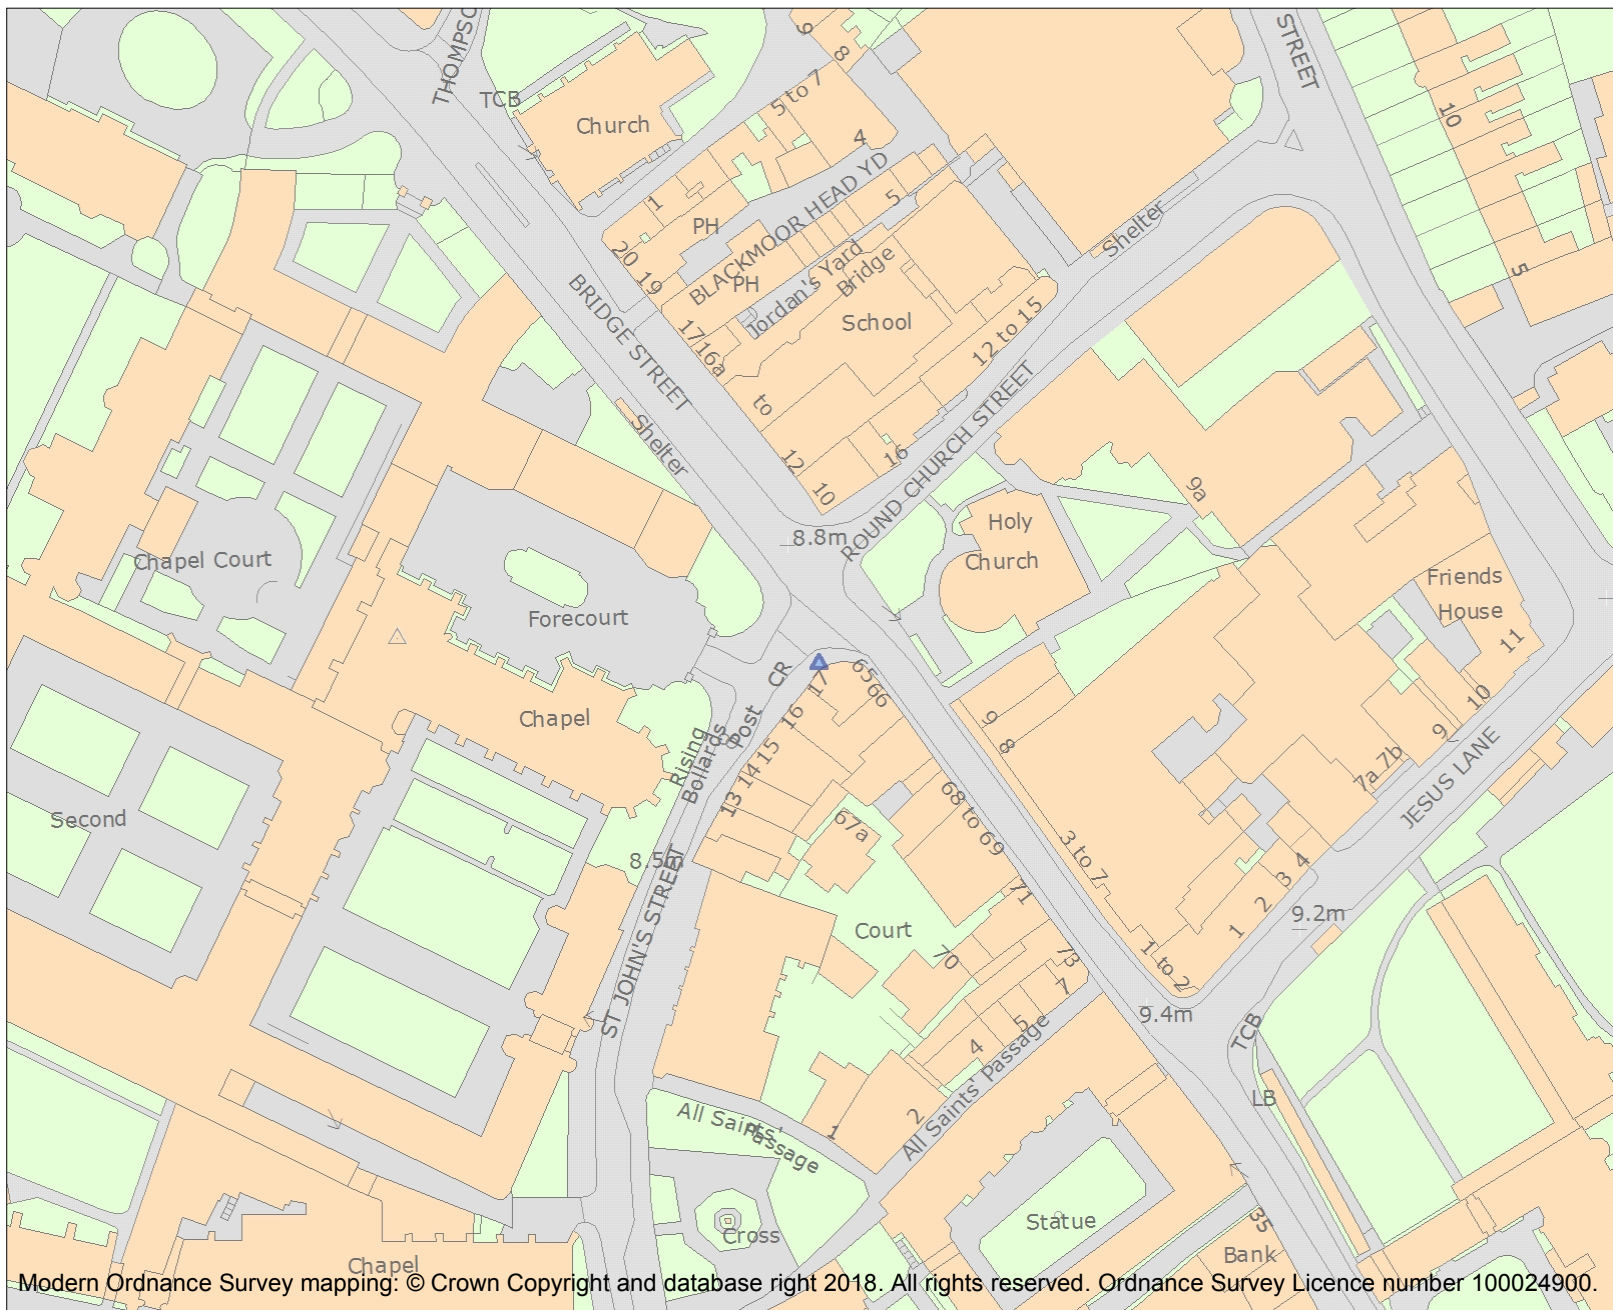 THOMPSO
TCB
Church
5 to 7
9
8
4
STREET
10
5
1
PH
BLACKMOOR HEAD YD
5
20
19
PH
Jordan's Yard
Bridge
School
Shelter
BRIDGE STREET
17
16a
to
12
10
12 to 15
16
Shelter
ROUND CHURCH STREET
8.8m
9a
Holy
Church
Friends
House
11
Chapel Court
Forecourt
CR
Post
Rising
Bollards
17
16
15
14
13
65
66
9
8
10
9
7a 7b
JESUS LANE
Chapel
Second
67a
68 to 69
3 to 7
8.5m
ST JOHN'S STREET
71
4
3
2
1
9.2m
Court
70
73
1 to 2
7
5
4
9.4m
TCB
LB
All Saints'
Passage
1
2
All Saints' Passage
Statue
Cross
35
Bank
Chapel
Modern Ordnance Survey mapping: © Crown Copyright and database right 2018. All rights reserved. Ordnance Survey Licence number 100024900.